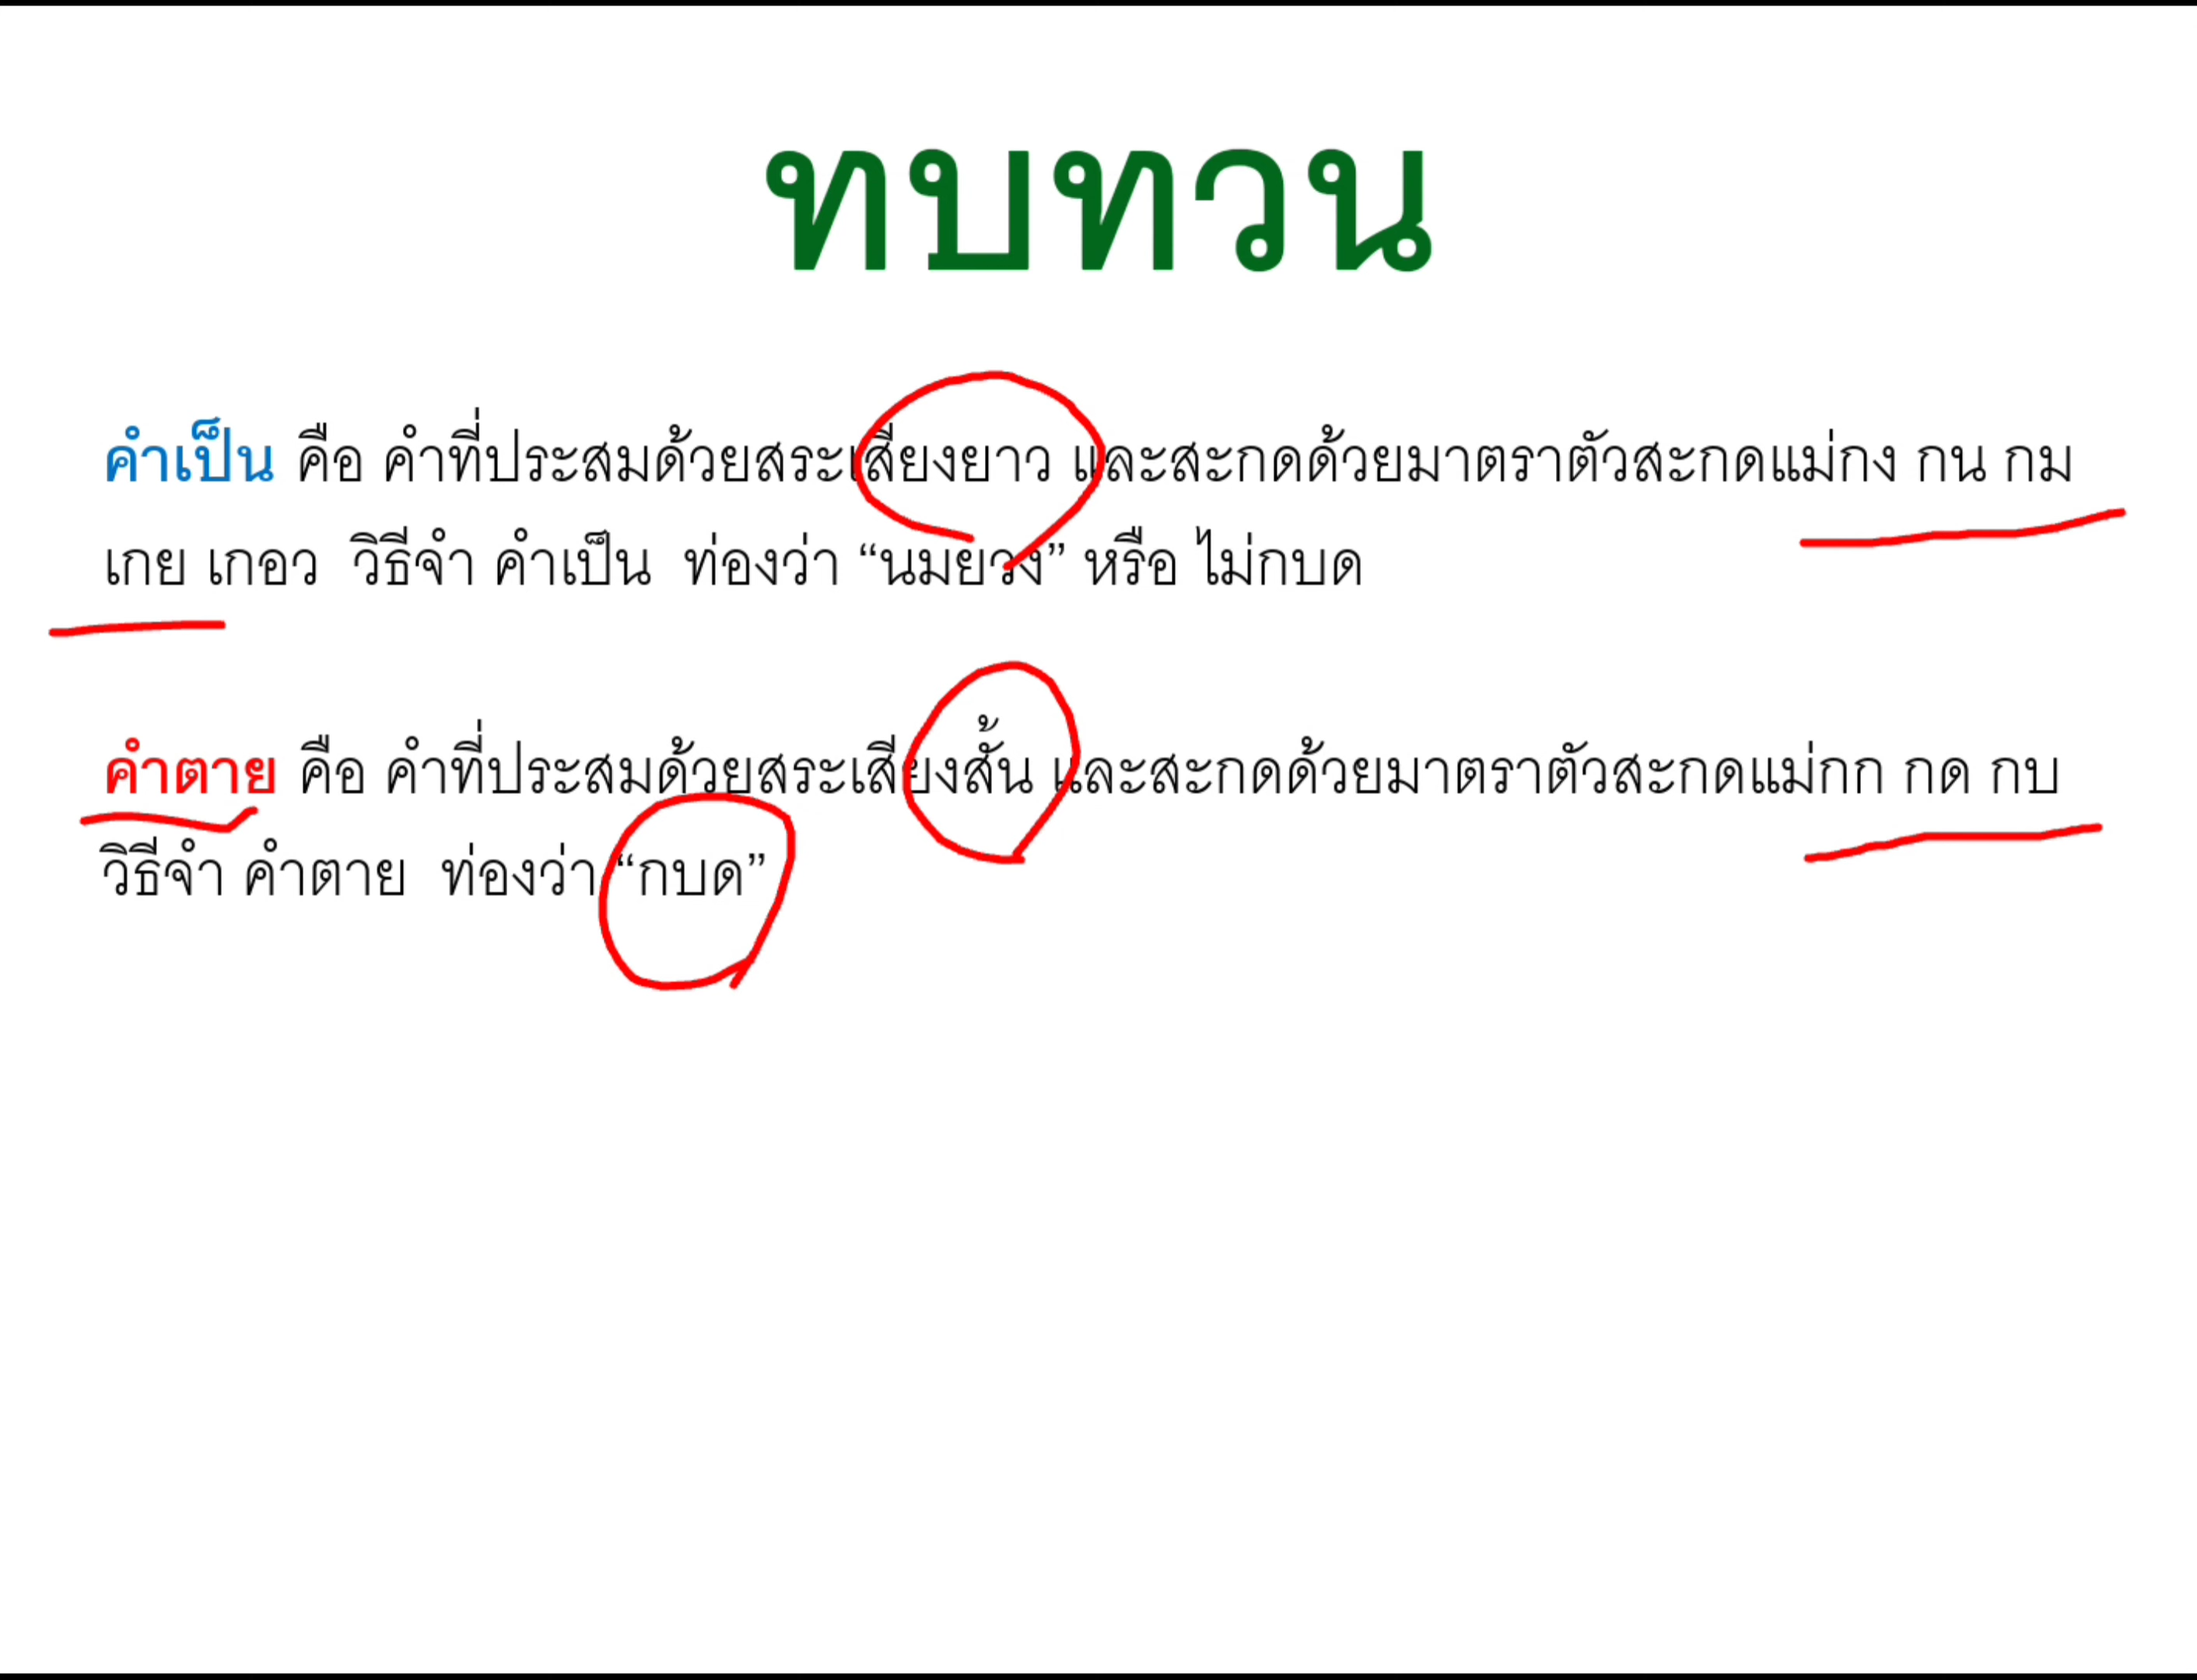 ทบทวน
คำเป็น คือ คำที่ประสมด้วยสระเสียงยาว และสะกดด้วยมาตราตัวสะกดแม่กง กน กม
เกย เกอว วิธีจำ คำเป็น ท่องว่า “นมยวง” หรือ ไม่กบด
คำตาย คือ คำที่ประสมด้วยสระเสียงสั้น และสะกดด้วยมาตราตัวสะกดแม่กก กด กบ
วิธีจำ คำตาย ท่องว่า “กบด”